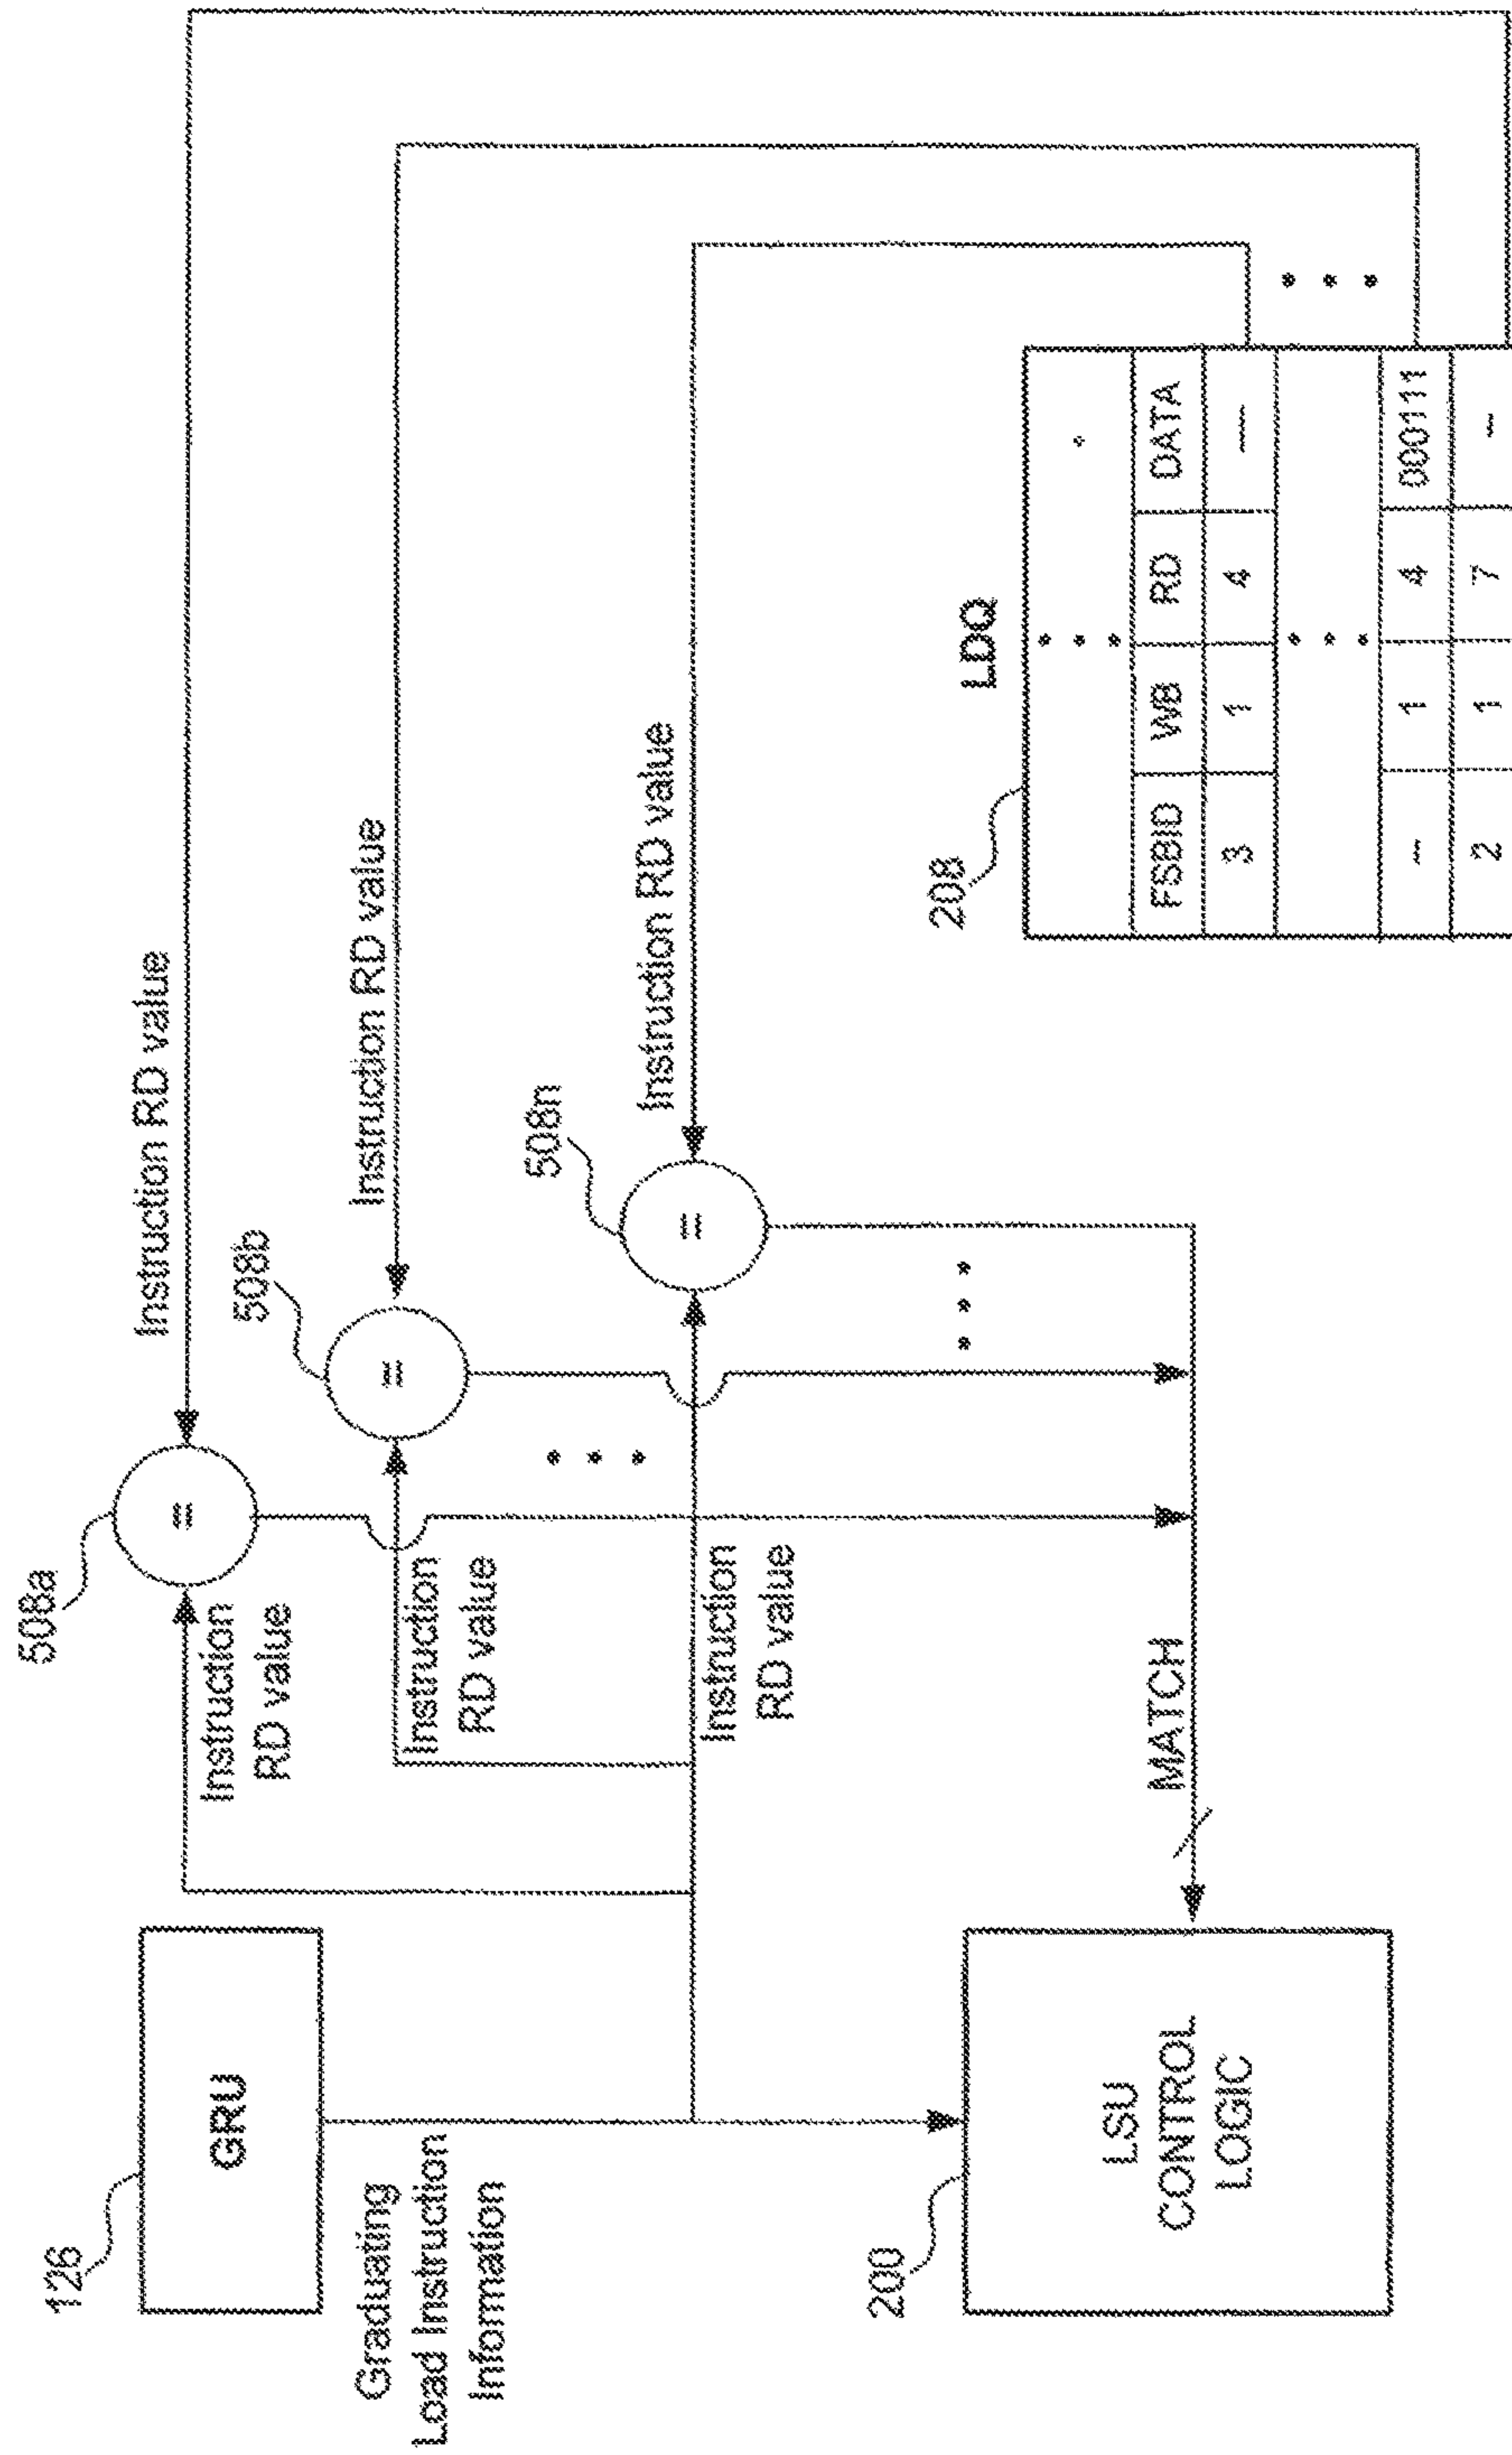 508a
=
Instruction RD value
Instruction
RD value
508b
=
Instruction RD value
Instruction
RD value
508n
=
Instruction RD value
Instruction
RD value
126
GRU
Graduating
Load Instruction
Information
200
LSU
CONTROL
LOGIC
MATCH
208
LDQ
FSBID WB RD DATA
3 1 4 —
– 1 4 000111
2 1 7 –